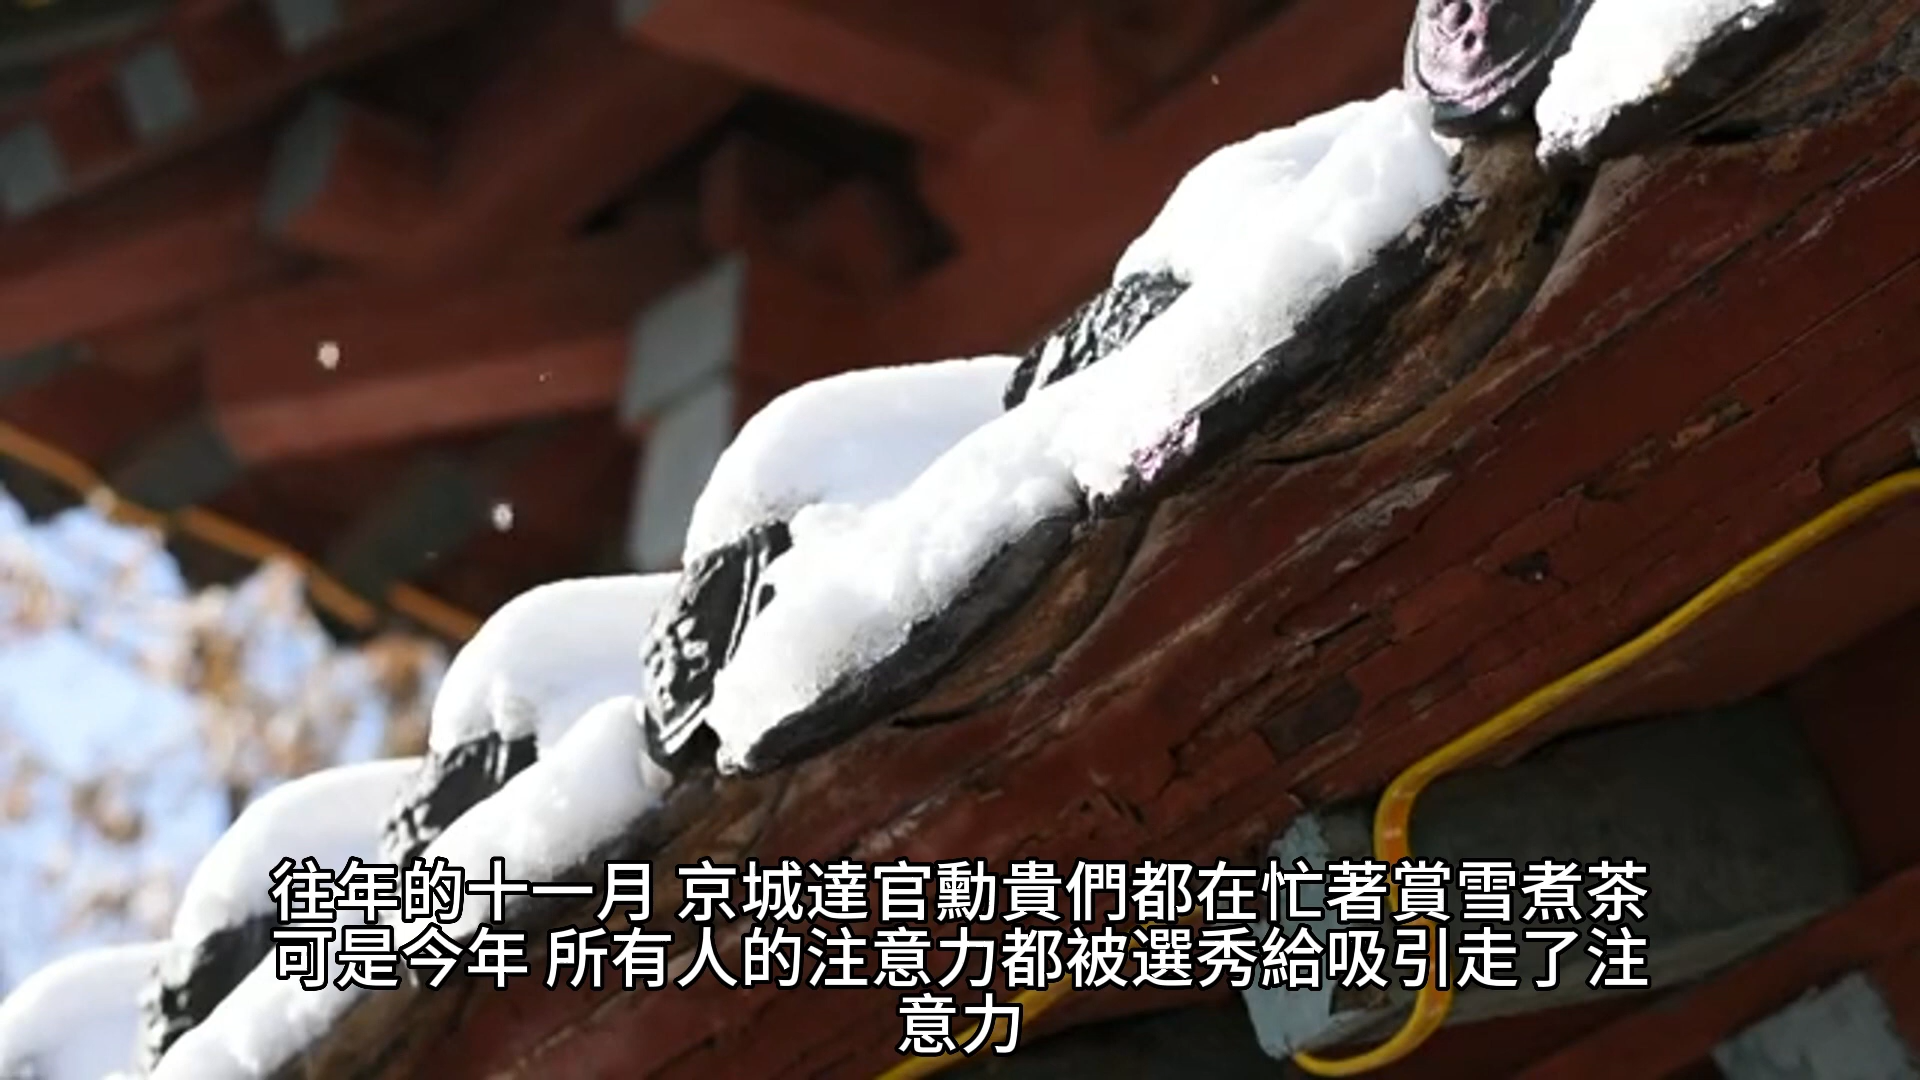 往年的十一月 京城達官勳貴們都在忙著賞雪煮茶
可是今年 所有人的注意力都被選秀給吸引走了注
意力